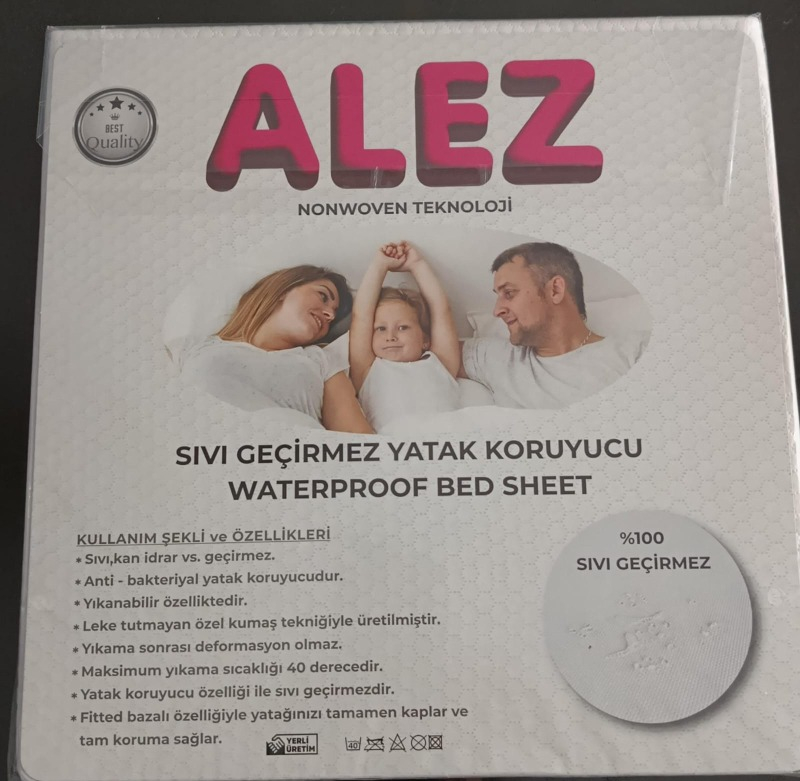 BEST
Quality
ALEZ
NONWOVEN TEKNOLOJİ
SIVI GEÇİRMEZ YATAK KORUYUCU
WATERPROOF BED SHEET
KULLANIM ŞEKLİ ve ÖZELLİKLERİ
* Sıvı,kan idrar vs. geçirmez.
* Anti - bakteriyal yatak koruyucudur.
* Yıkanabilir özelliktedir.
* Leke tutmayan özel kumaş tekniğiyle üretilmiştir.
* Yıkama sonrası deformasyon olmaz.
* Maksimum yıkama sıcaklığı 40 derecedir.
* Yatak koruyucu özelliği ile sıvı geçirmezdir.
* Fitted bazalı özelliğiyle yatağınızı tamamen kaplar ve
tam koruma sağlar.
%100
SIVI GEÇİRMEZ
YERLİ
ÜRETİM
40